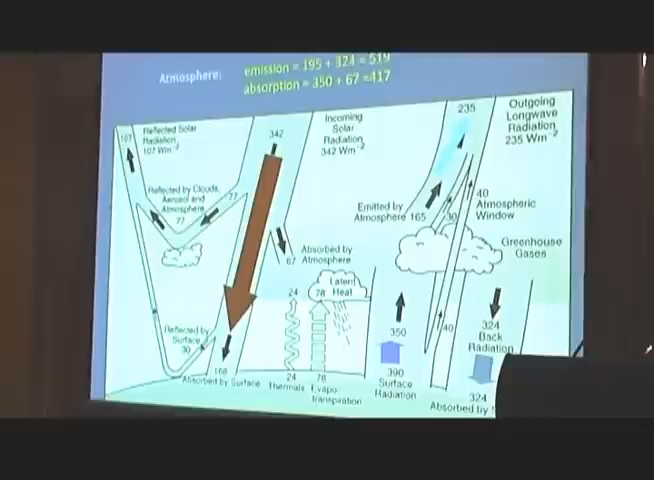 Atmosphere:
emission = 195 + 324 = 519
absorption = 350 + 67 =417
107
Reflected Solar
Radiation
107 Wm⁻²
342
Incoming
Solar
Radiation
342 Wm⁻²
235
Outgoing
Longwave
Radiation
235 Wm⁻²
Reflected by Clouds,
Aerosol and
Atmosphere
77
77
Emitted by
Atmosphere 165
30
40
Atmospheric
Window
Greenhouse
Gases
67
Absorbed by
Atmosphere
24
78
Latent
Heat
Reflected by
Surface
30
350
40
324
Back
Radiation
168
Absorbed by Surface
24
Thermals
78
Evapo-
transpiration
390
Surface
Radiation
324
Absorbed by